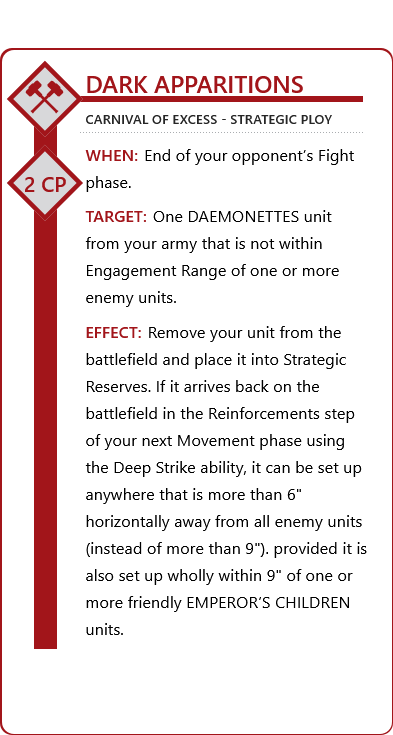 DARK APPARITIONS
CARNIVAL OF EXCESS - STRATEGIC PLOY
2 CP
WHEN: End of your opponent’s Fight
phase.
TARGET: One DAEMONETTES unit
from your army that is not within
Engagement Range of one or more
enemy units.
EFFECT: Remove your unit from the
battlefield and place it into Strategic
Reserves. If it arrives back on the
battlefield in the Reinforcements step
of your next Movement phase using
the Deep Strike ability, it can be set up
anywhere that is more than 6"
horizontally away from all enemy units
(instead of more than 9"). provided it is
also set up wholly within 9" of one or
more friendly EMPEROR’S CHILDREN
units.